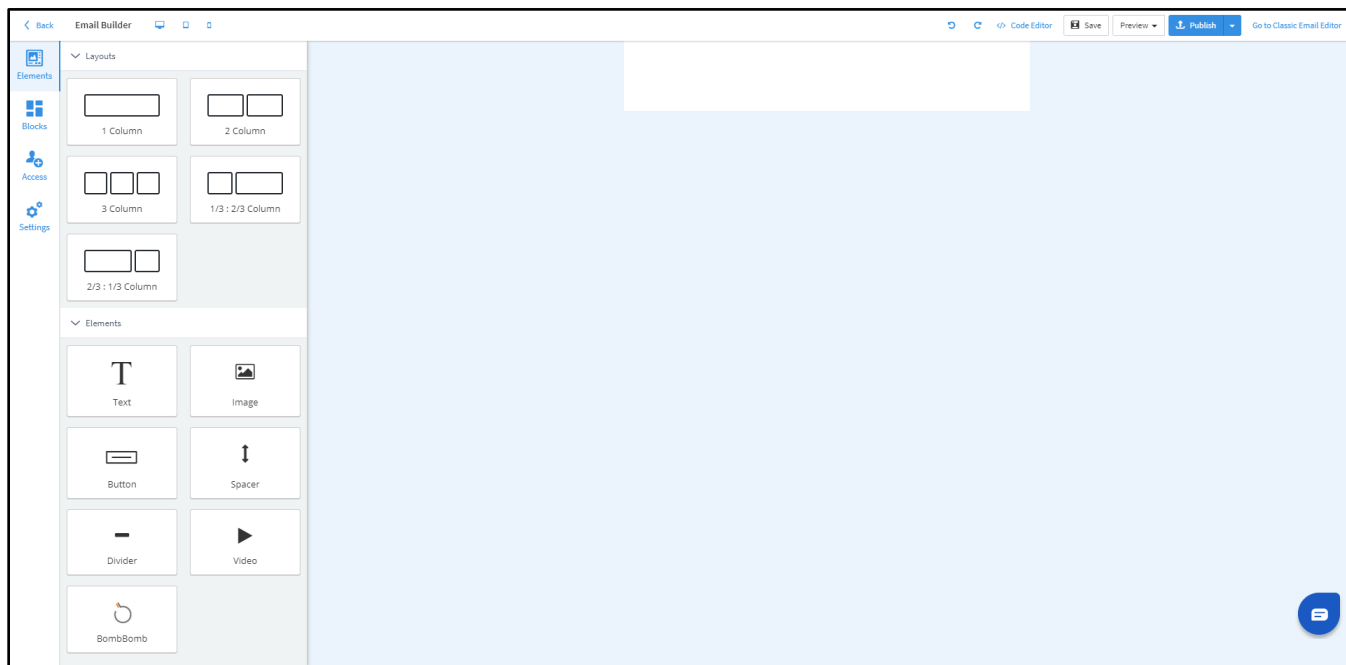 Back Email Builder Code Editor Save Preview Publish Go to Classic Email Editor
Elements
Blocks
Access
Settings
Layouts
1 Column 2 Column
3 Column 1/3 : 2/3 Column
2/3 : 1/3 Column
Elements
Text Image
Button Spacer
Divider Video
BombBomb